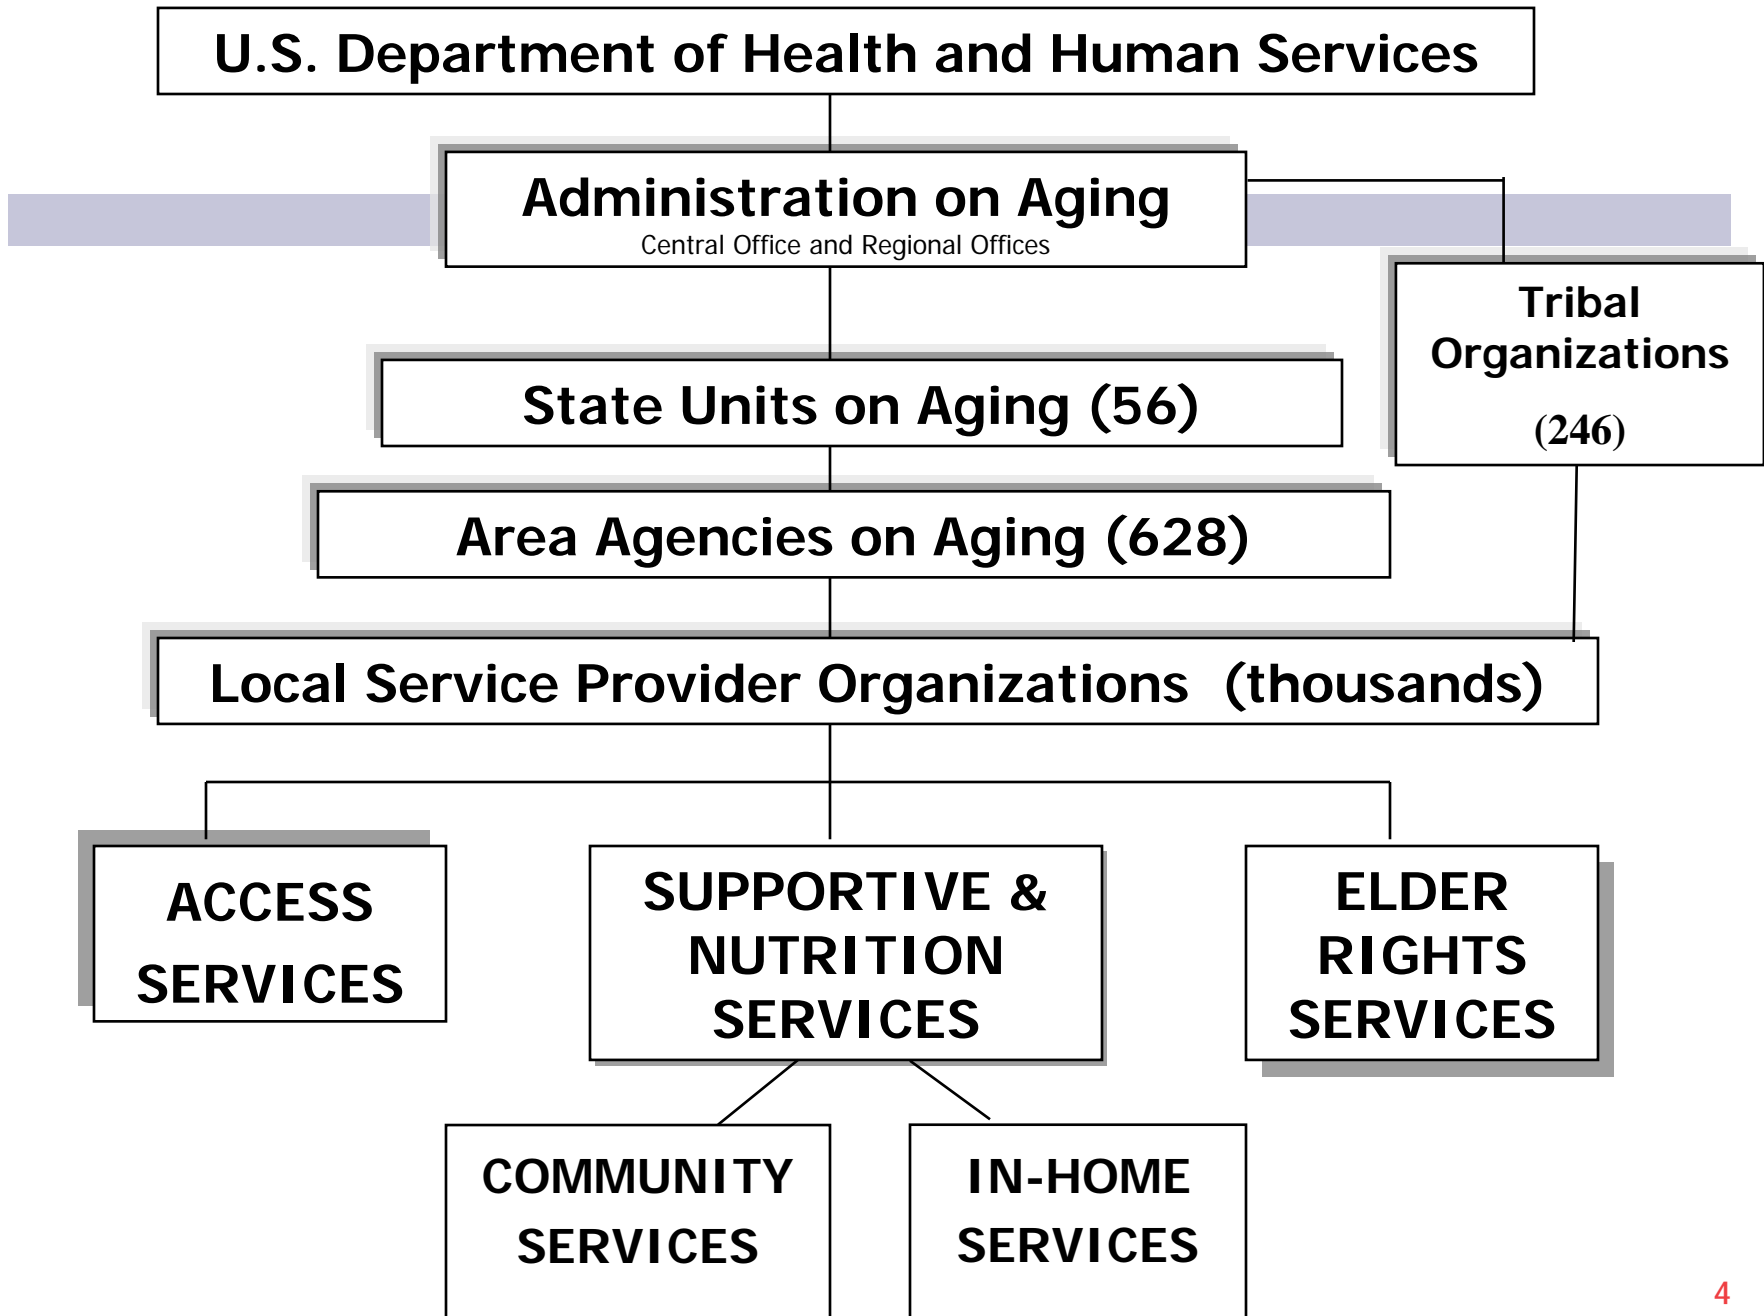 U.S. Department of Health and Human Services
Administration on Aging
Central Office and Regional Offices
Tribal
Organizations
(246)
State Units on Aging (56)
Area Agencies on Aging (628)
Local Service Provider Organizations  (thousands)
ACCESS
SERVICES
SUPPORTIVE &
NUTRITION
SERVICES
ELDER
RIGHTS
SERVICES
COMMUNITY
SERVICES
IN-HOME
SERVICES
4